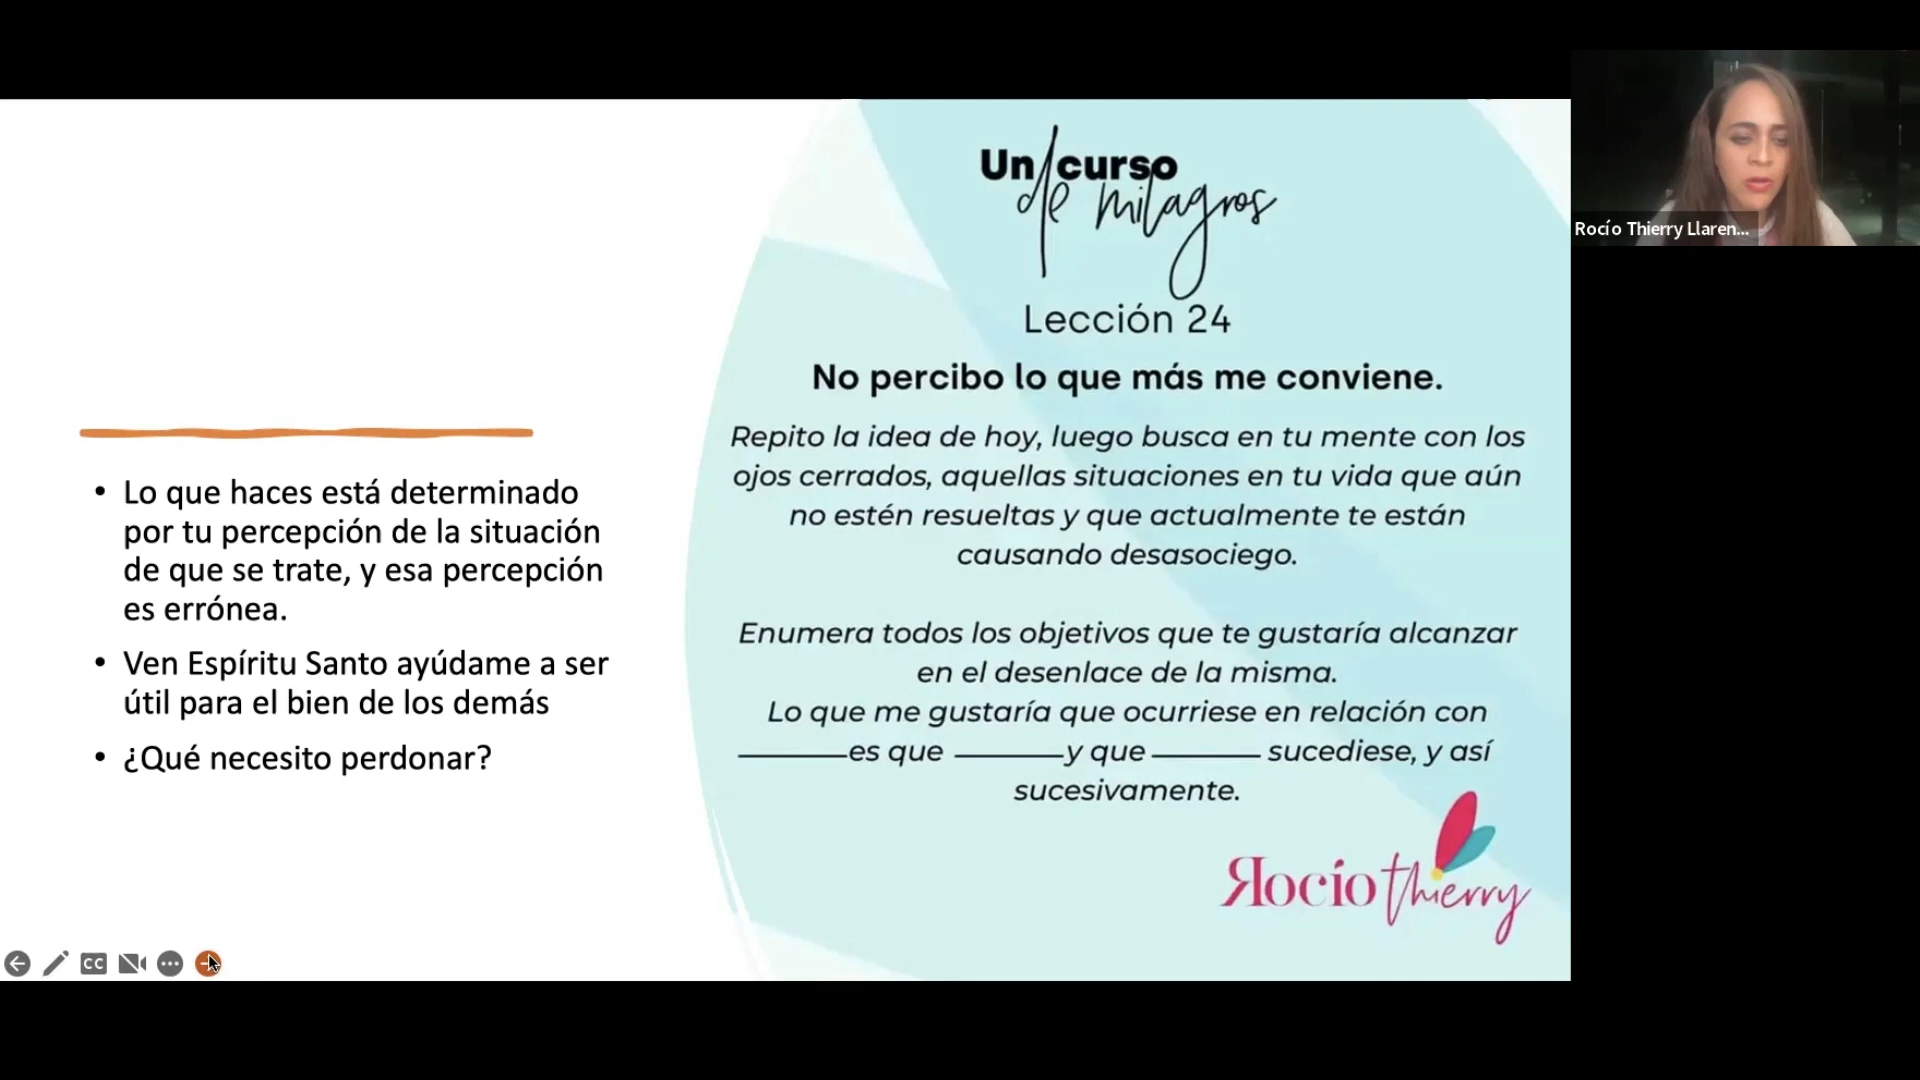 Lo que haces está determinado
por tu percepción de la situación
de que se trate, y esa percepción
es errónea.
Ven Espíritu Santo ayúdame a ser
útil para el bien de los demás
¿Qué necesito perdonar?
Un curso
de milagros
Lección 24
No percibo lo que más me conviene.
Repito la idea de hoy, luego busca en tu mente con los
ojos cerrados, aquellas situaciones en tu vida que aún
no estén resueltas y que actualmente te están
causando desasociego.
Enumera todos los objetivos que te gustaría alcanzar
en el desenlace de la misma.
Lo que me gustaría que ocurriese en relación con
______es que ______y que ______ sucediese, y así
sucesivamente.
Rocío thierry
Rocío Thierry Llaren...
CC